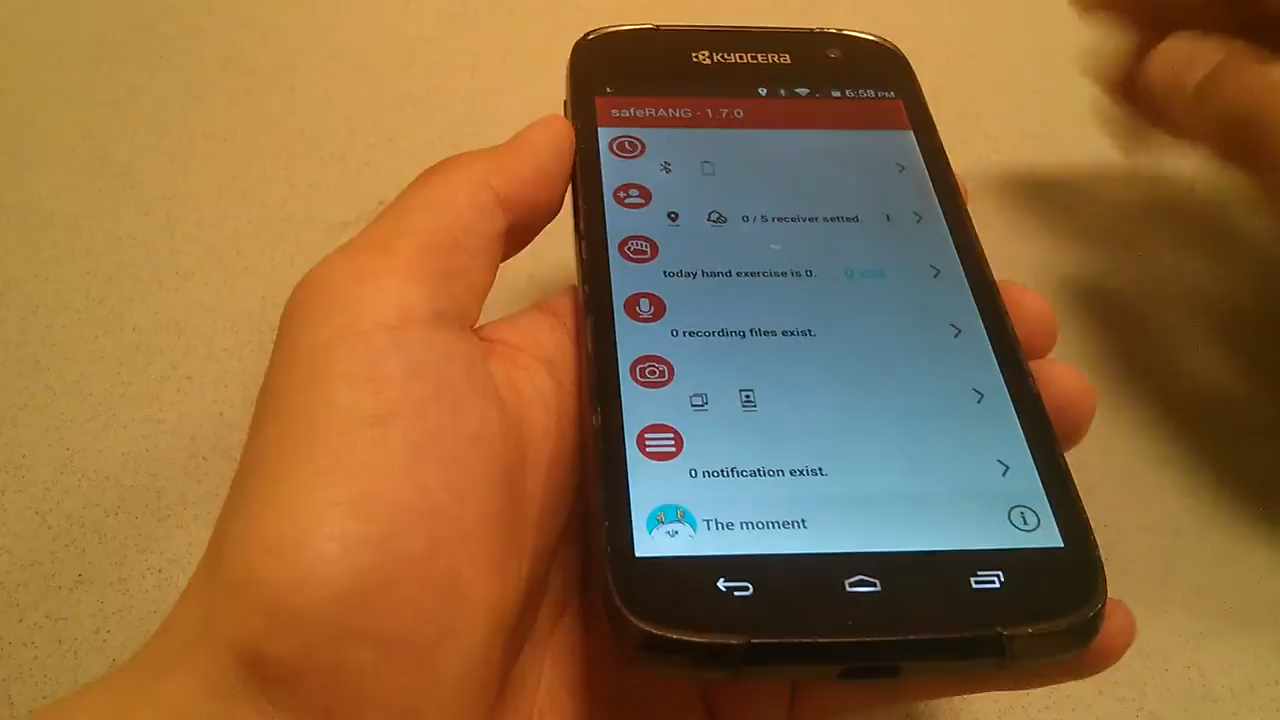 KYOCERA
6:58 PM
safeRANG - 1.7.0
0 / 5 receiver setted.
today hand exercise is 0.
0 recording files exist.
0 notification exist.
The moment